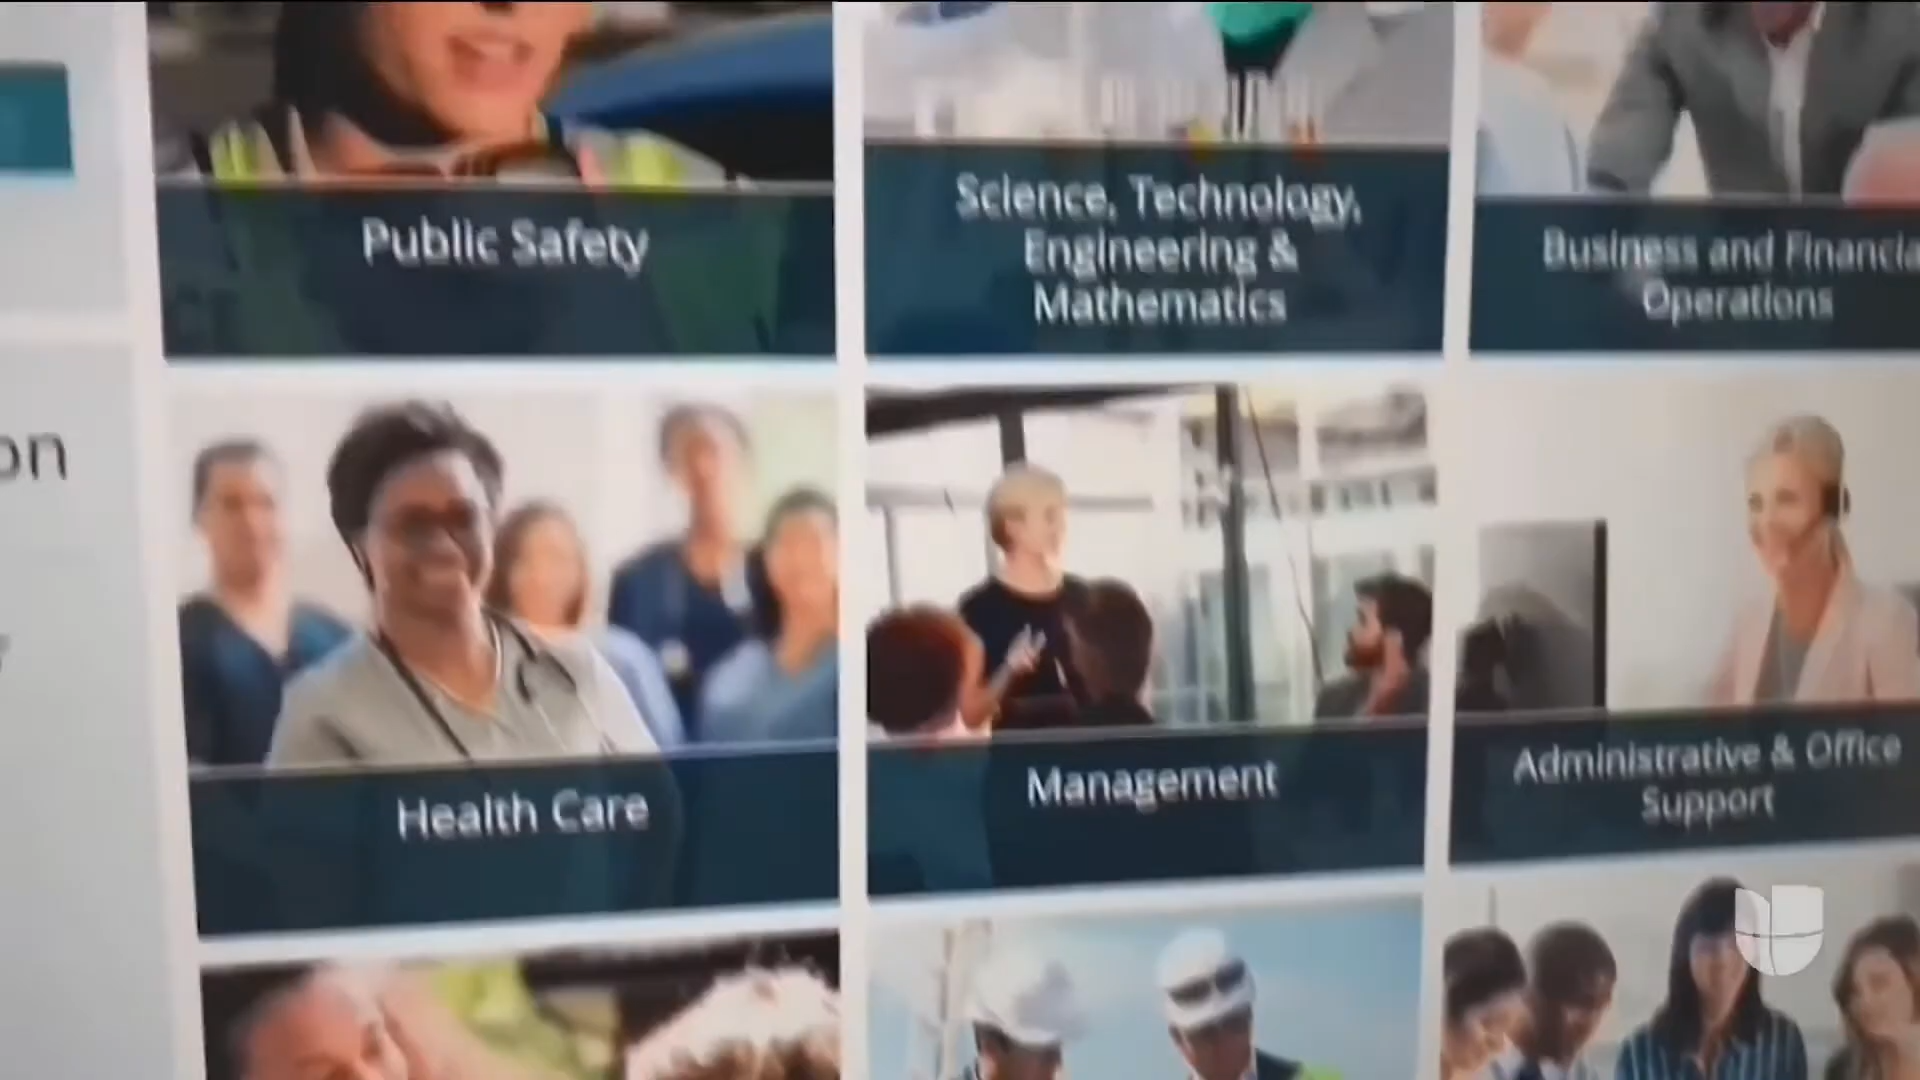 Public Safety
Science, Technology,
Engineering &
Mathematics
Business and Financia
Operations
on
Health Care
Management
Administrative & Office
Support